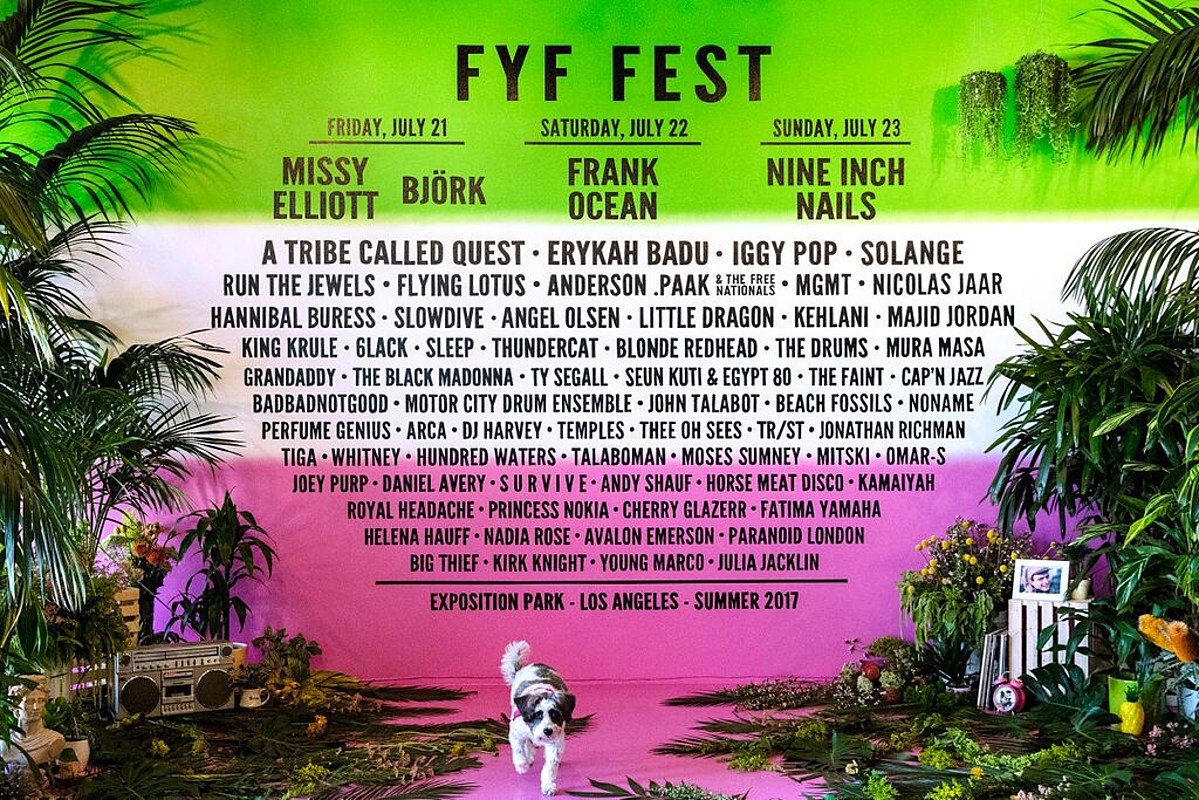 FYF FEST
FRIDAY, JULY 21
SATURDAY, JULY 22
SUNDAY, JULY 23
MISSY
ELLIOTT
BJÖRK
FRANK
OCEAN
NINE INCH
NAILS
A TRIBE CALLED QUEST · ERYKAH BADU · IGGY POP · SOLANGE
RUN THE JEWELS · FLYING LOTUS · ANDERSON .PAAK & THE FREE NATIONALS · MGMT · NICOLAS JAAR
HANNIBAL BURESS · SLOWDIVE · ANGEL OLSEN · LITTLE DRAGON · KEHLANI · MAJID JORDAN
KING KRULE · 6LACK · SLEEP · THUNDERCAT · BLONDE REDHEAD · THE DRUMS · MURA MASA
GRANDADDY · THE BLACK MADONNA · TY SEGALL · SEUN KUTI & EGYPT 80 · THE FAINT · CAP'N JAZZ
BADBADNOTGOOD · MOTOR CITY DRUM ENSEMBLE · JOHN TALABOT · BEACH FOSSILS · NONAME
PERFUME GENIUS · ARCA · DJ HARVEY · TEMPLES · THEE OH SEES · TR/ST · JONATHAN RICHMAN
TIGA · WHITNEY · HUNDRED WATERS · TALABOMAN · MOSES SUMNEY · MITSKI · OMAR-S
JOEY PURP · DANIEL AVERY · S U R V I V E · ANDY SHAUF · HORSE MEAT DISCO · KAMAIYAH
ROYAL HEADACHE · PRINCESS NOKIA · CHERRY GLAZERR · FATIMA YAMAHA
HELENA HAUFF · NADIA ROSE · AVALON EMERSON · PARANOID LONDON
BIG THIEF · KIRK KNIGHT · YOUNG MARCO · JULIA JACKLIN
EXPOSITION PARK - LOS ANGELES - SUMMER 2017